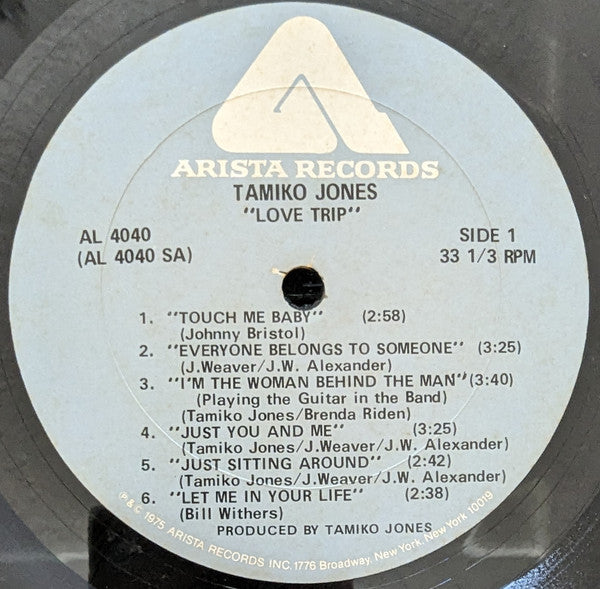 ARISTA RECORDS
TAMIKO JONES
"LOVE TRIP"
AL 4040
(AL 4040 SA)
SIDE 1
33 1/3 RPM
1. "TOUCH ME BABY" (2:58)
(Johnny Bristol)
2. "EVERYONE BELONGS TO SOMEONE" (3:25)
(J.Weaver/J.W. Alexander)
3. "I'M THE WOMAN BEHIND THE MAN" (3:40)
(Playing the Guitar in the Band)
(Tamiko Jones/Brenda Riden)
4. "JUST YOU AND ME" (3:25)
(Tamiko Jones/J.Weaver/J.W. Alexander)
5. "JUST SITTING AROUND" (2:42)
(Tamiko Jones/J.Weaver/J.W. Alexander)
6. "LET ME IN YOUR LIFE" (2:38)
(Bill Withers)
PRODUCED BY TAMIKO JONES
℗ & © 1975 ARISTA RECORDS INC. 1776 Broadway, New York, New York 10019